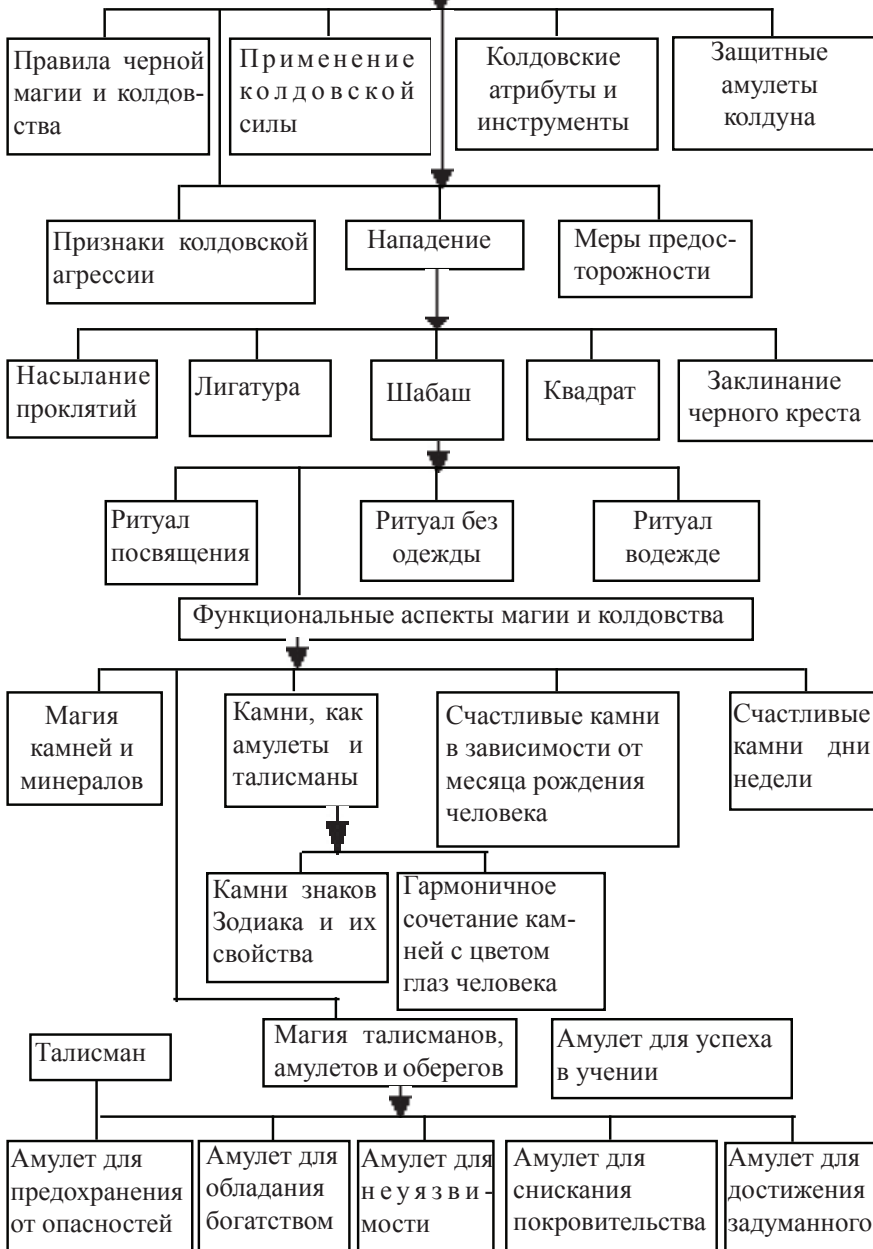 Правила черной
магии и колдов-
ства
Применение
колдовской
силы
Колдовские
атрибуты и
инструменты
Защитные
амулеты
колдуна
Признаки колдовской
агрессии
Нападение
Меры предос-
торожности
Насылание
проклятий
Лигатура
Шабаш
Квадрат
Заклинание
черного креста
Ритуал
посвящения
Ритуал без
одежды
Ритуал
водежде
Функциональные аспекты магии и колдовства
Магия
камней и
минералов
Камни, как
амулеты и
талисманы
Счастливые камни
в зависимости от
месяца рождения
человека
Счастливые
камни дни
недели
Камни знаков
Зодиака и их
свойства
Гармоничное
сочетание кам-
ней с цветом
глаз человека
Талисман
Магия талисманов,
амулетов и оберегов
Амулет для успеха
в учении
Амулет для
предохранения
от опасностей
Амулет для
обладания
богатством
Амулет для
неуязви-
мости
Амулет для
снискания
покровительства
Амулет для
достижения
задуманного